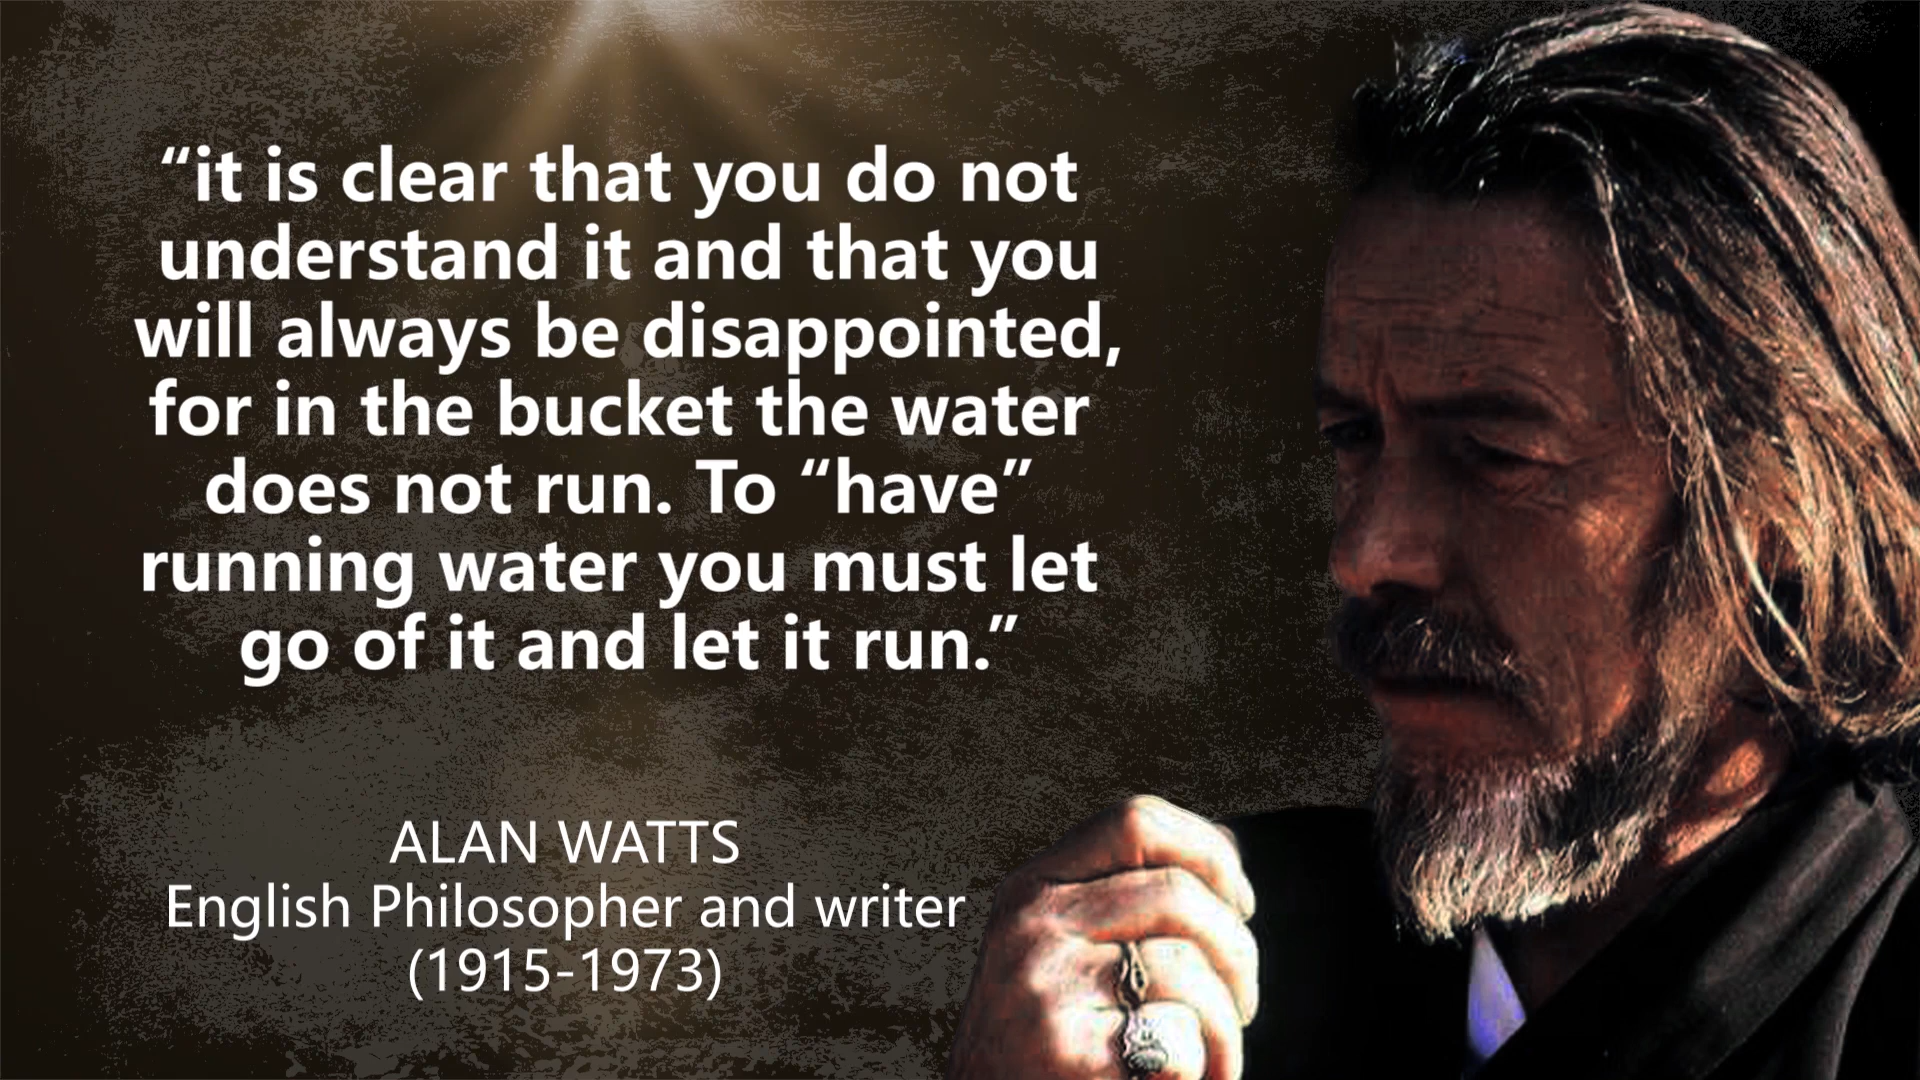 “it is clear that you do not
understand it and that you
will always be disappointed,
for in the bucket the water
does not run. To “have”
running water you must let
go of it and let it run.”
ALAN WATTS
English Philosopher and writer
(1915-1973)